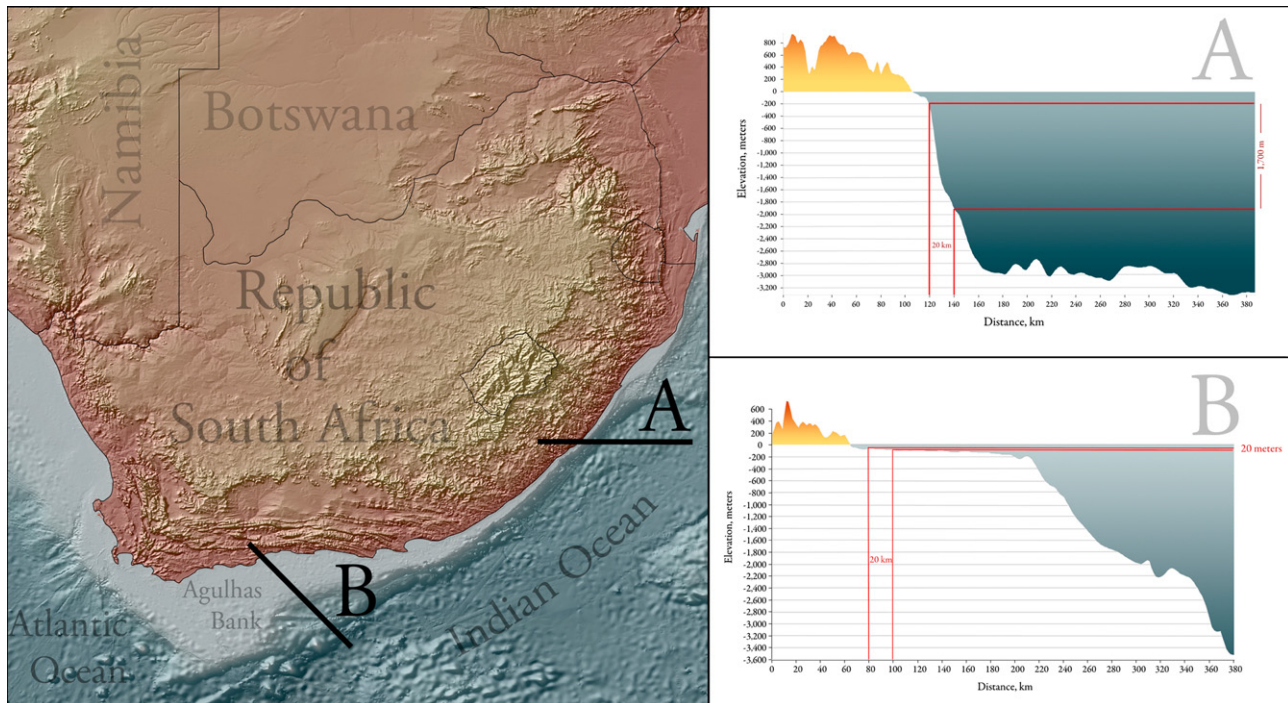 Namibia
Botswana
Republic
of
South Africa
A
B
Agulhas
Bank
Atlantic
Ocean
Indian Ocean
A
Elevation, meters
800
600
400
200
0
-200
-400
-600
-800
-1,000
-1,200
-1,400
-1,600
-1,800
-2,000
-2,200
-2,400
-2,600
-2,800
-3,000
-3,200
1,700 m
20 km
0 20 40 60 80 100 120 140 160 180 200 220 240 260 280 300 320 340 360 380
Distance, km
B
Elevation, meters
600
400
200
0
-200
-400
-600
-800
-1,000
-1,200
-1,400
-1,600
-1,800
-2,000
-2,200
-2,400
-2,600
-2,800
-3,000
-3,200
-3,400
-3,600
20 meters
20 km
0 20 40 60 80 100 120 140 160 180 200 220 240 260 280 300 320 340 360 380
Distance, km